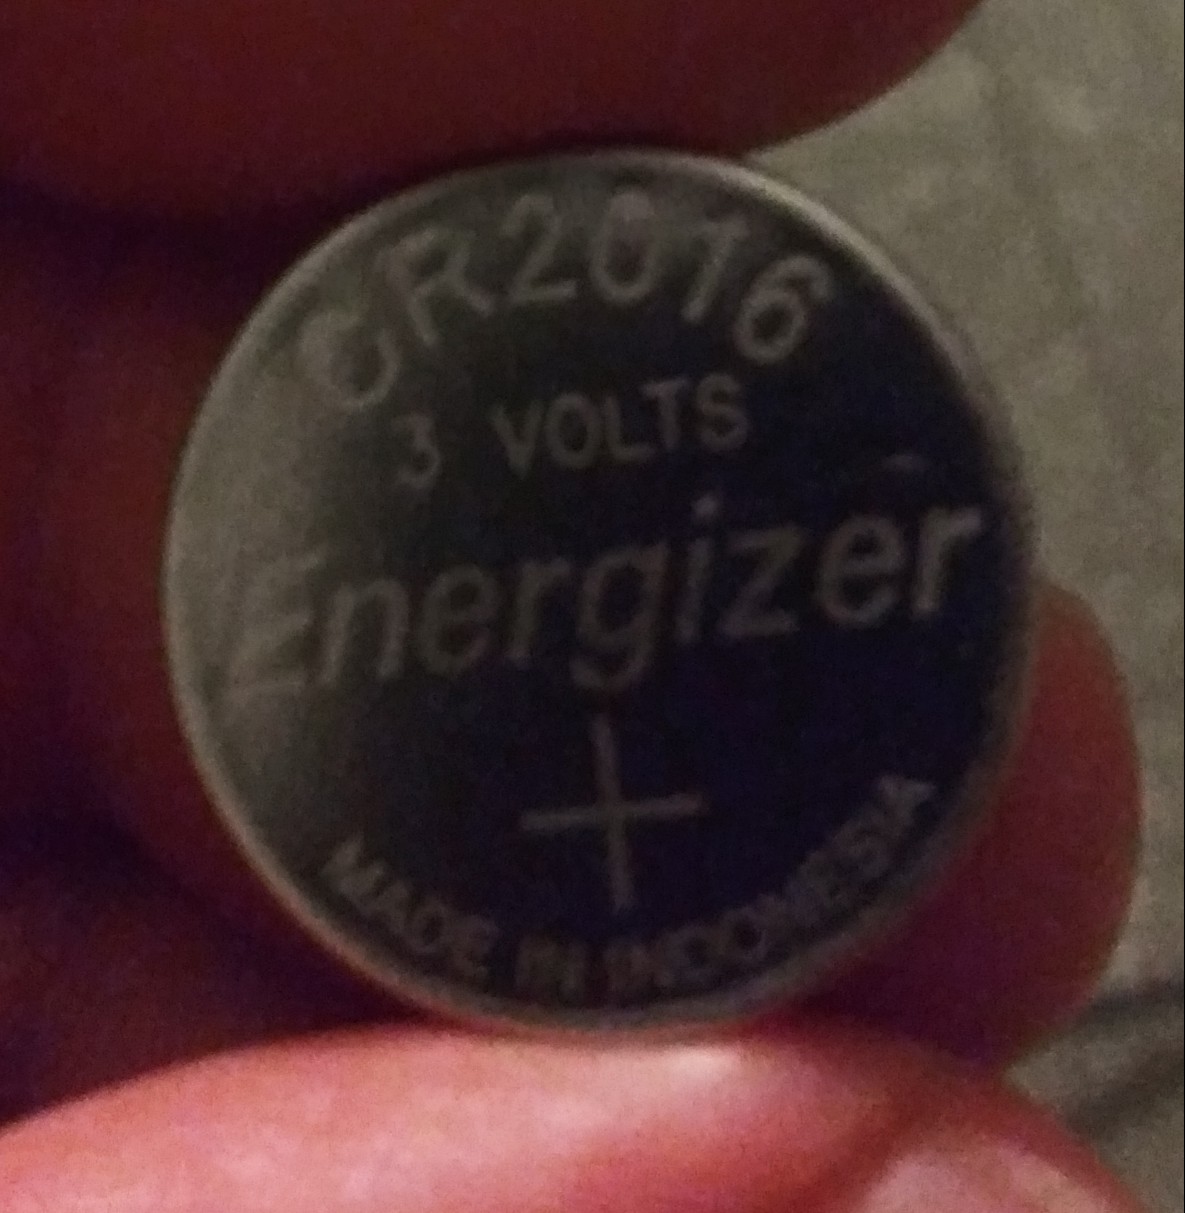 CR2016
3 VOLTS
Energizer
+
MADE IN INDONESIA